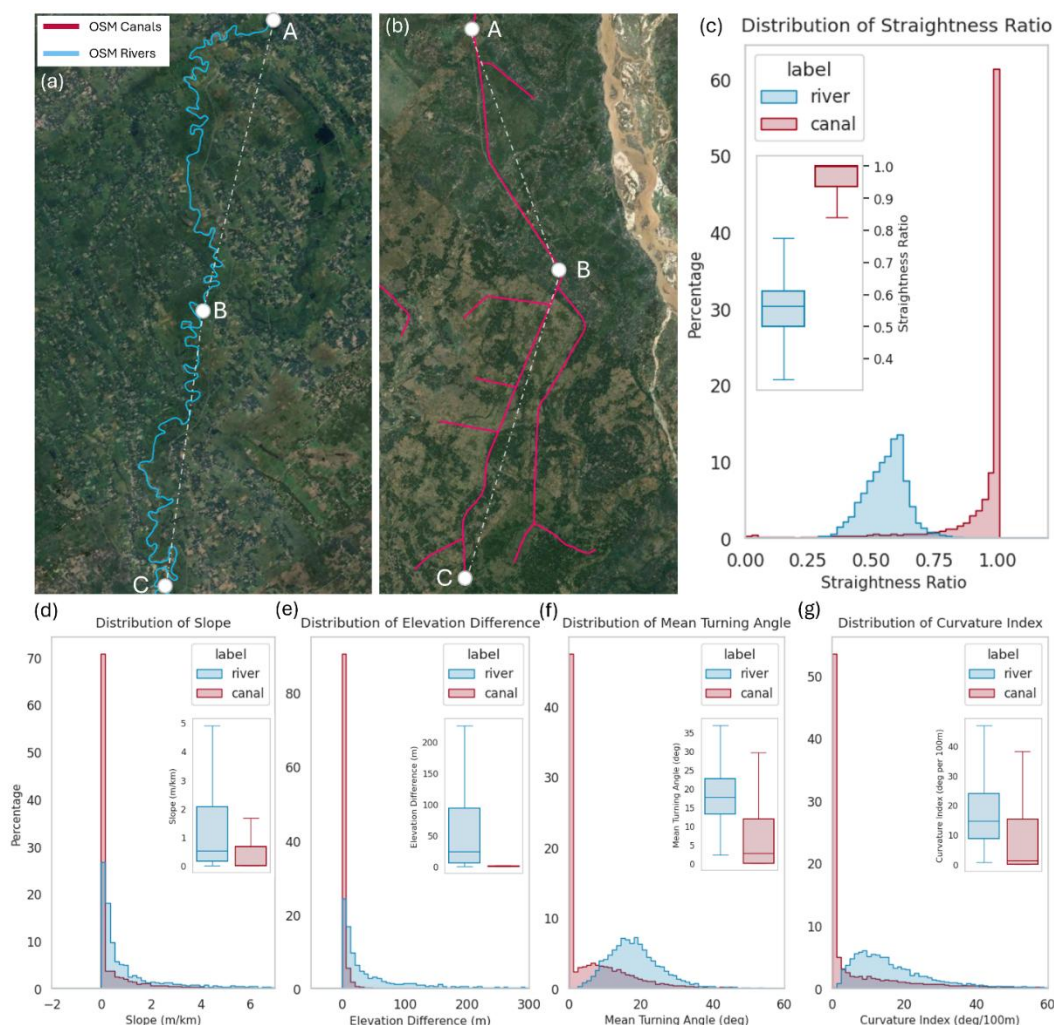 OSM Canals
OSM Rivers
(a)
A
B
C
(b)
A
B
C
(c)
Distribution of Straightness Ratio
label
river
canal
60
50
40
30
20
10
0
Percentage
1.0
0.9
0.8
0.7
0.6
0.5
0.4
Straightness Ratio
0.00 0.25 0.50 0.75 1.00
Straightness Ratio
(d)
Distribution of Slope
label
river
canal
70
60
50
40
30
20
10
0
Percentage
5
4
3
2
1
0
Slope (m/km)
−2 0 2 4 6
Slope (m/km)
(e)
Distribution of Elevation Difference
label
river
canal
80
60
40
20
0
200
150
100
50
0
Elevation Difference (m)
0 100 200 300
Elevation Difference (m)
(f)
Distribution of Mean Turning Angle
label
river
canal
40
30
20
10
0
35
30
25
20
15
10
5
0
Mean Turning Angle (deg)
0 20 40 60
Mean Turning Angle (deg)
(g)
Distribution of Curvature Index
label
river
canal
50
40
30
20
10
0
40
30
20
10
0
Curvature Index (deg per 100m)
0 20 40 60
Curvature Index (deg/100m)